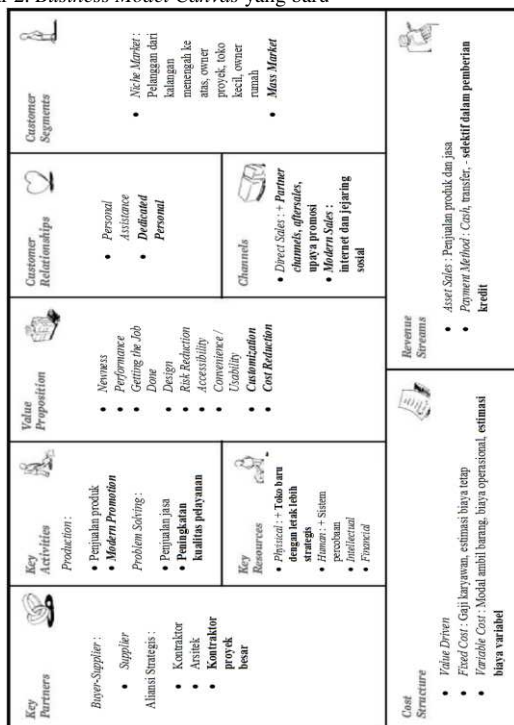 2. Business Model Canvas yang baru
Key
Partners
Buyer-Supplier :
• Supplier
Aliansi Strategis :
• Kontraktor
• Arsitek
• Kontraktor
proyek
besar
Key
Activities
Production :
• Penjualan produk
• Modern Promotion
Problem Solving :
• Penjualan jasa
• Peningkatan
kualitas pelayanan
Key
Resources
• Physical : + Toko baru
dengan letak lebih
strategis
• Human : + Sistem
percobaan
• Intellectual
• Financial
Value
Proposition
• Newness
• Performance
• Getting the Job
Done
• Design
• Risk Reduction
• Accessibility
• Convenience /
Usability
• Customization
• Cost Reduction
Customer
Relationships
• Personal
Assistance
• Dedicated
Personal
Channels
• Direct Sales : + Partner
channels, aftersales,
upaya promosi
• Modern Sales :
internet dan jejaring
sosial
Customer
Segments
• Niche Market :
Pelanggan dari
kalangan
menengah ke
atas, owner
proyek, toko
kecil, owner
rumah
• Mass Market
Cost
Structure
• Value Driven
• Fixed Cost : Gaji karyawan, estimasi biaya tetap
• Variable Cost : Modal ambil barang, biaya operasional, estimasi
biaya variabel
Revenue
Streams
• Asset Sales : Penjualan produk dan jasa
• Payment Method : Cash, transfer, - selektif dalam pemberian
kredit